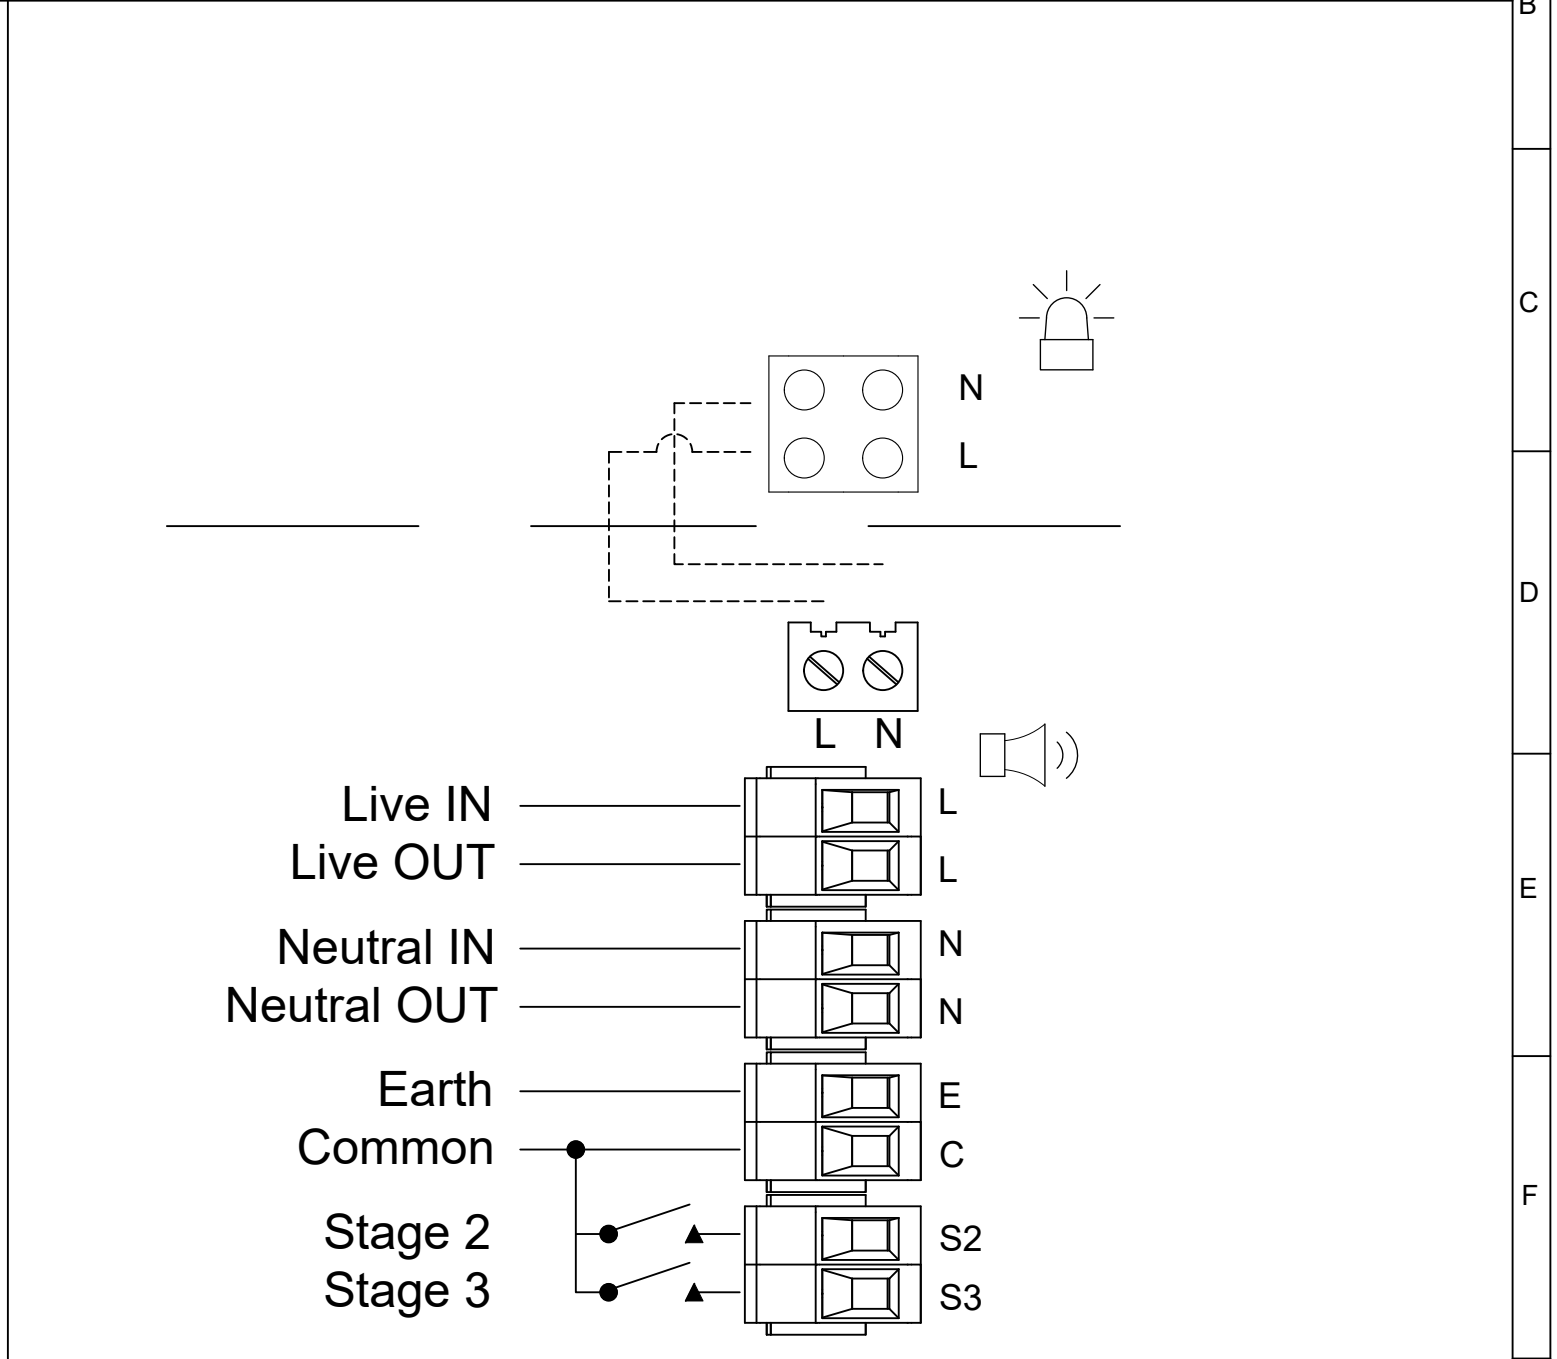 B
C
N
L
D
L N
Live IN L
Live OUT L
E
Neutral IN N
Neutral OUT N
Earth E
Common C
F
Stage 2 S2
Stage 3 S3